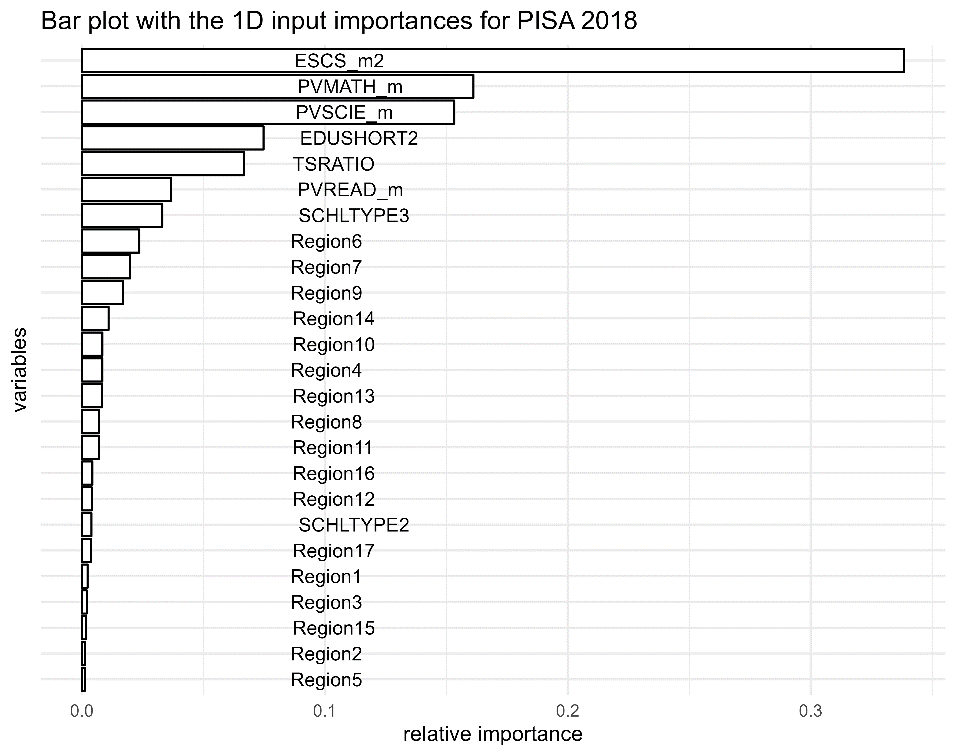 Bar plot with the 1D input importances for PISA 2018
ESCS_m2
PVMATH_m
PVSCIE_m
EDUSHORT2
TSRATIO
PVREAD_m
SCHLTYPE3
Region6
Region7
Region9
Region14
Region10
Region4
Region13
Region8
Region11
Region16
Region12
SCHLTYPE2
Region17
Region1
Region3
Region15
Region2
Region5
variables
0.0 0.1 0.2 0.3
relative importance